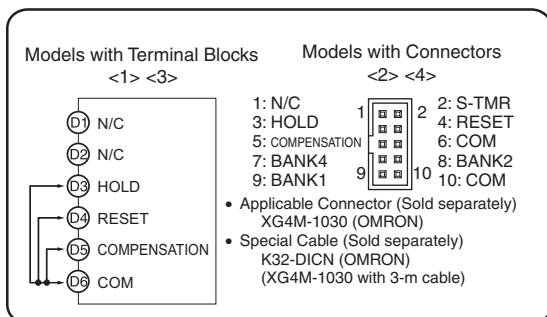 Models with Terminal Blocks
<1> <3>
D1 N/C
D2 N/C
D3 HOLD
D4 RESET
D5 COMPENSATION
D6 COM
Models with Connectors
<2> <4>
1: N/C
3: HOLD
5: COMPENSATION
7: BANK4
9: BANK1
1 2
9 10
2: S-TMR
4: RESET
6: COM
8: BANK2
10: COM
• Applicable Connector (Sold separately)
XG4M-1030 (OMRON)
• Special Cable (Sold separately)
K32-DICN (OMRON)
(XG4M-1030 with 3-m cable)